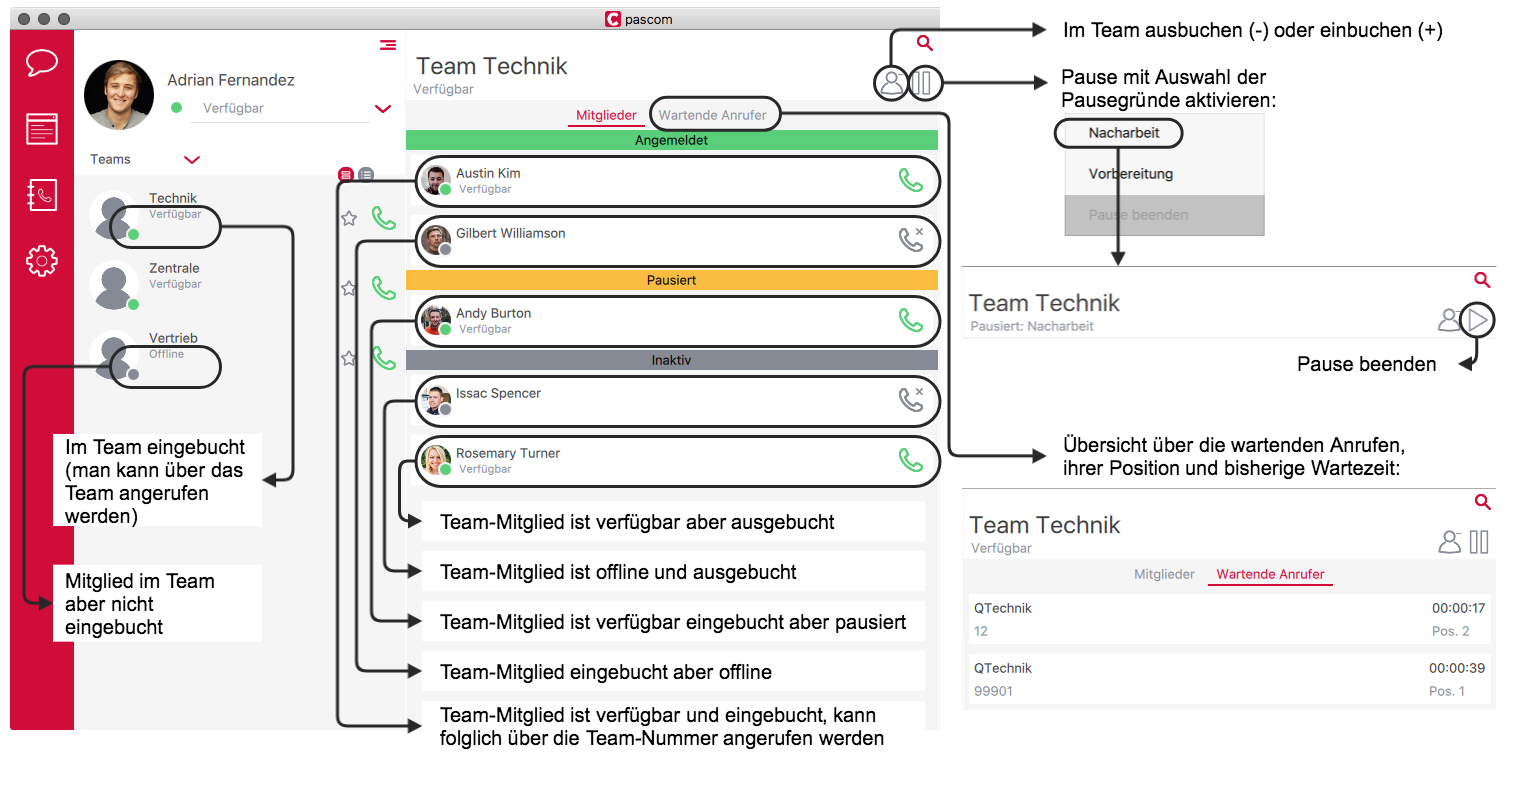 pascom
Adrian Fernandez
Verfügbar
Teams
Technik
Verfügbar
Zentrale
Verfügbar
Vertrieb
Offline
Im Team eingebucht
(man kann über das
Team angerufen
werden)
Mitglied im Team
aber nicht
eingebucht
Team Technik
Verfügbar
Mitglieder
Wartende Anrufer
Angemeldet
Austin Kim
Verfügbar
Gilbert Williamson
Pausiert
Andy Burton
Verfügbar
Inaktiv
Issac Spencer
Rosemary Turner
Verfügbar
Team-Mitglied ist verfügbar aber ausgebucht
Team-Mitglied ist offline und ausgebucht
Team-Mitglied ist verfügbar eingebucht aber pausiert
Team-Mitglied eingebucht aber offline
Team-Mitglied ist verfügbar und eingebucht, kann
folglich über die Team-Nummer angerufen werden
Im Team ausbuchen (-) oder einbuchen (+)
Pause mit Auswahl der
Pausegründe aktivieren:
Nacharbeit
Vorbereitung
Pause beenden
Team Technik
Pausiert: Nacharbeit
Pause beenden
Übersicht über die wartenden Anrufen,
ihrer Position und bisherige Wartezeit:
Team Technik
Verfügbar
Mitglieder
Wartende Anrufer
QTechnik 00:00:17
12 Pos. 2
QTechnik 00:00:39
99901 Pos. 1